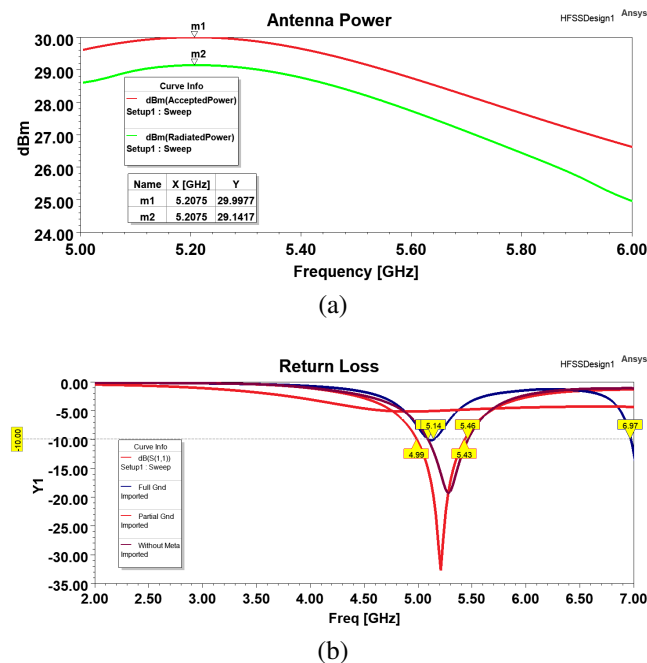 Antenna Power
HFSSDesign1
Ansys
30.00
29.00
28.00
27.00
26.00
25.00
24.00
dBm
m1
m2
Curve Info
dBm(AcceptedPower)
Setup1 : Sweep
dBm(RadiatedPower)
Setup1 : Sweep
Name X [GHz] Y
m1 5.2075 29.9977
m2 5.2075 29.1417
5.00 5.20 5.40 5.60 5.80 6.00
Frequency [GHz]
(a)
Return Loss
HFSSDesign1
Ansys
0.00
-5.00
-10.00
-15.00
-20.00
-25.00
-30.00
-35.00
Y1
-10.00
5.14
5.46
6.97
4.99
5.43
Curve Info
dB(S(1,1))
Setup1 : Sweep
Full Gnd
Imported
Partial Gnd
Imported
Without Meta
Imported
2.00 2.50 3.00 3.50 4.00 4.50 5.00 5.50 6.00 6.50 7.00
Freq [GHz]
(b)